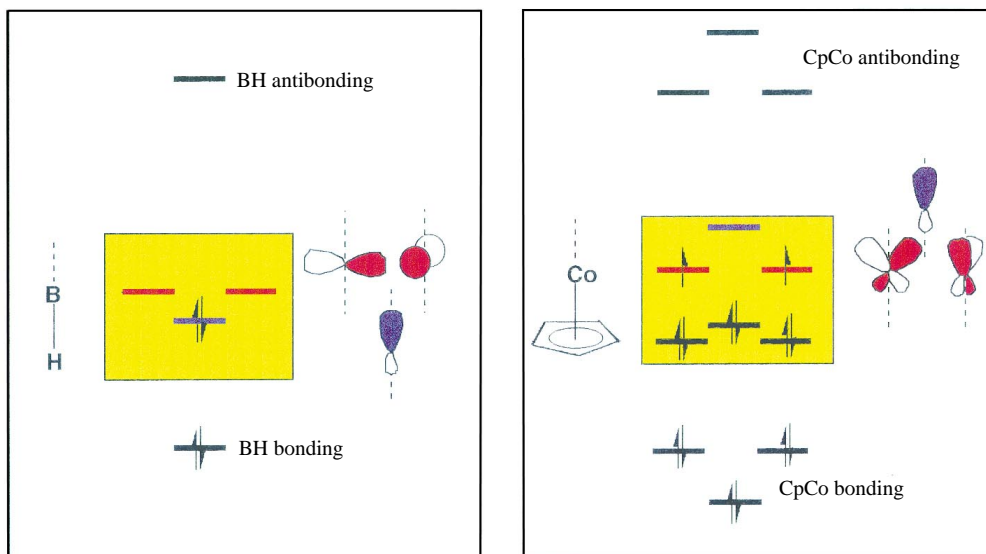 BH antibonding
B
H
BH bonding
CpCo antibonding
Co
CpCo bonding